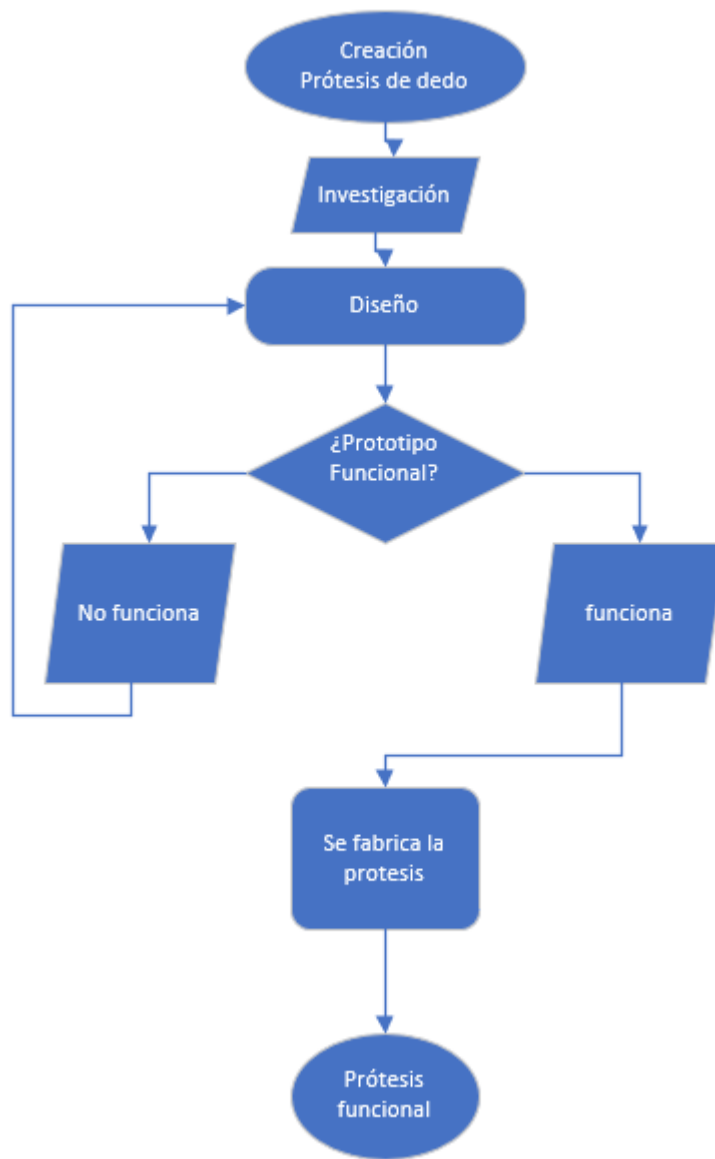 Creación
Prótesis de dedo
Investigación
Diseño
¿Prototipo
Funcional?
No funciona
funciona
Se fabrica la
protesis
Prótesis
funcional